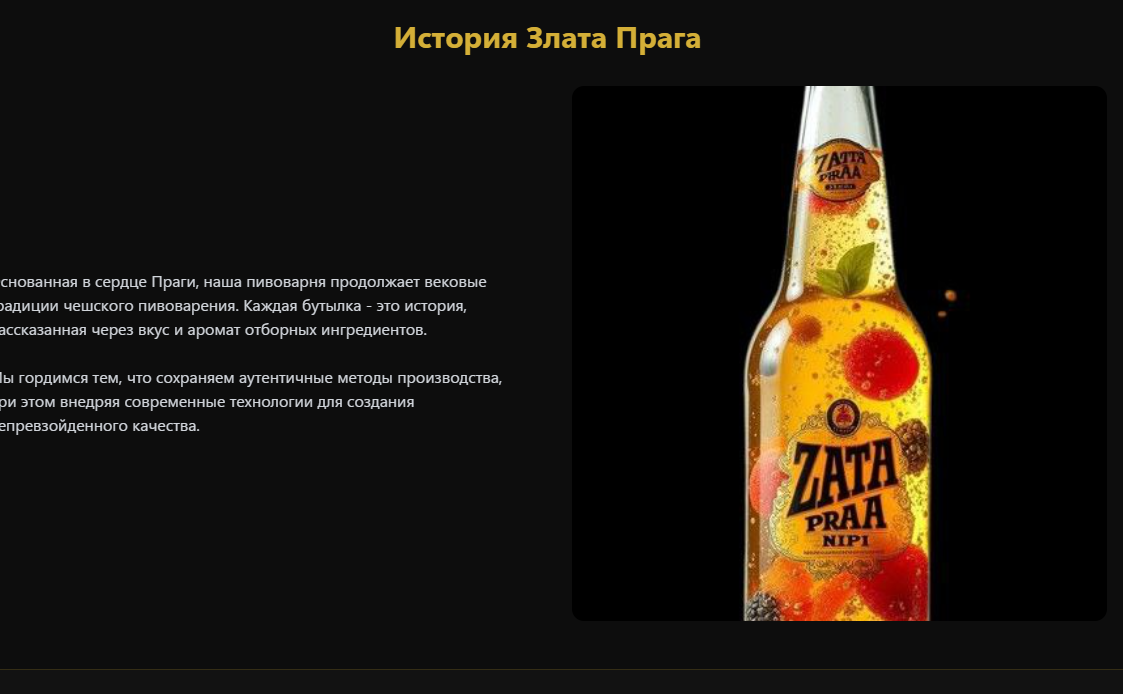 История Злата Прага
снованная в сердце Праги, наша пивоварня продолжает вековые
радиции чешского пивоварения. Каждая бутылка - это история,
ассказанная через вкус и аромат отборных ингредиентов.
ы гордимся тем, что сохраняем аутентичные методы производства,
ри этом внедряя современные технологии для создания
епревзойденного качества.
ZATTA
PRAA
ZATA
PRAA
NIPI